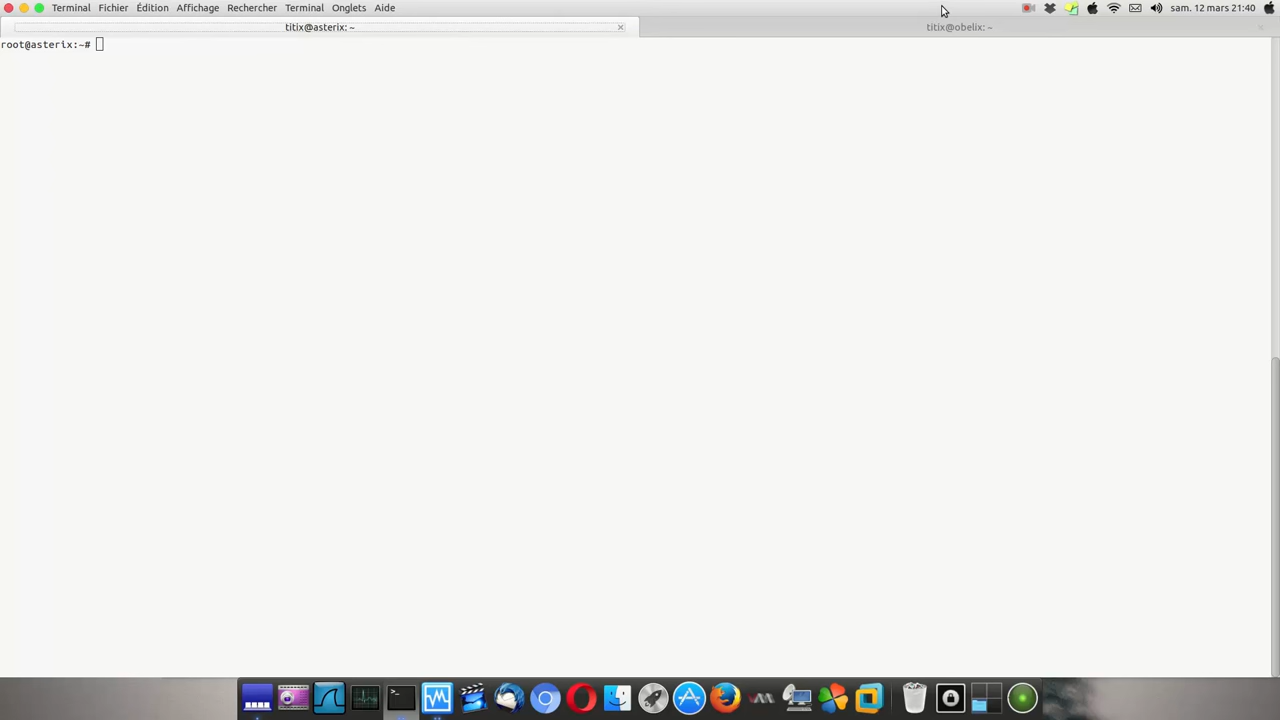 Terminal Fichier Édition Affichage Rechercher Terminal Onglets Aide sam. 12 mars 21:40
titix@asterix: ~ titix@obelix: ~
root@asterix:~#